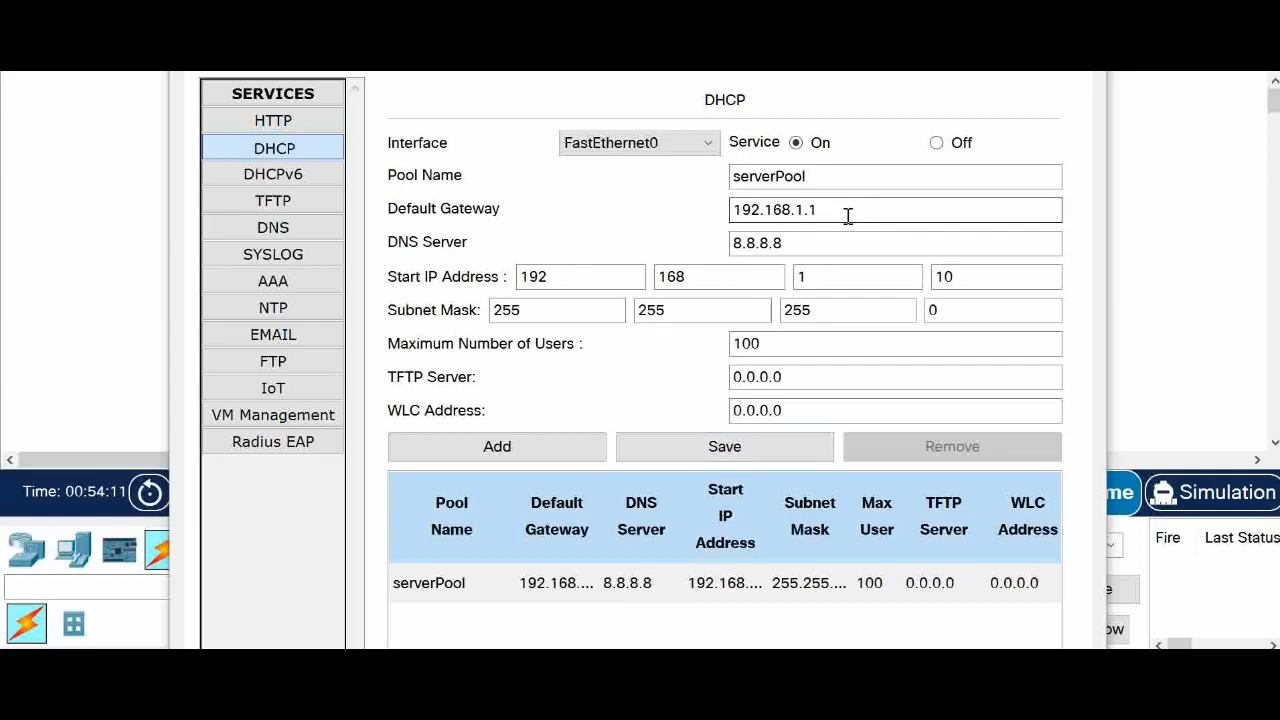 SERVICES
HTTP
DHCP
DHCPv6
TFTP
DNS
SYSLOG
AAA
NTP
EMAIL
FTP
IoT
VM Management
Radius EAP
DHCP
Interface FastEthernet0 Service On Off
Pool Name serverPool
Default Gateway 192.168.1.1
DNS Server 8.8.8.8
Start IP Address : 192 168 1 10
Subnet Mask: 255 255 255 0
Maximum Number of Users : 100
TFTP Server: 0.0.0.0
WLC Address: 0.0.0.0
Add Save Remove
Pool Name Default Gateway DNS Server Start IP Address Subnet Mask Max User TFTP Server WLC Address
serverPool 192.168.... 8.8.8.8 192.168.... 255.255.... 100 0.0.0.0 0.0.0.0
Time: 00:54:11
Simulation
Fire Last Status